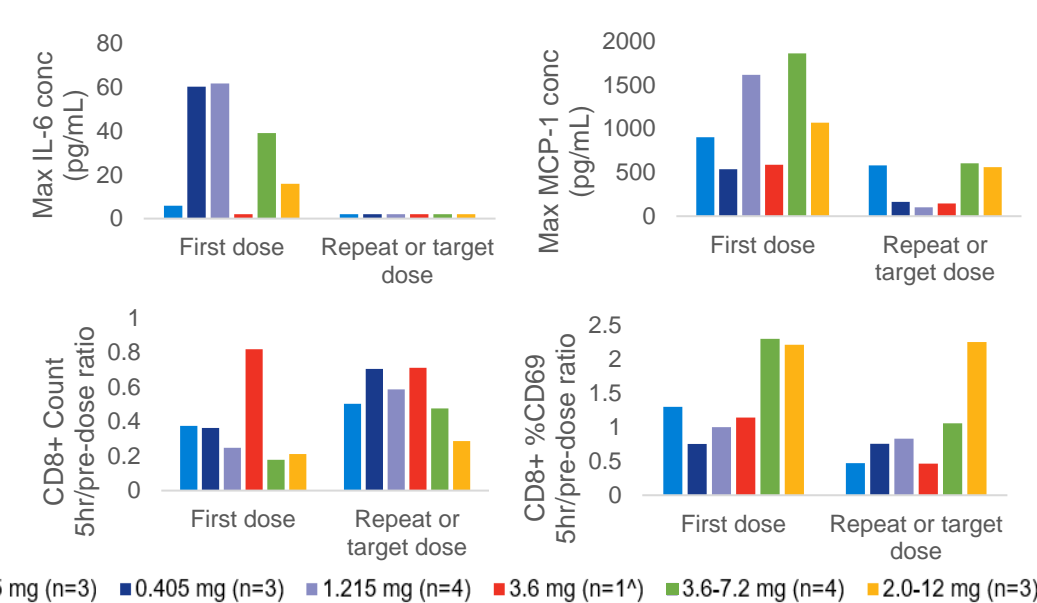 Max IL-6 conc
(pg/mL)
80
60
40
20
0
First dose
Repeat or target
dose
Max MCP-1 conc
(pg/mL)
2000
1500
1000
500
0
First dose
Repeat or
target dose
CD8+ Count
5hr/pre-dose ratio
1
0.8
0.6
0.4
0.2
0
First dose
Repeat or
target dose
CD8+ %CD69
5hr/pre-dose ratio
2.5
2
1.5
1
0.5
0
First dose
Repeat or target
dose
mg (n=3) 0.405 mg (n=3) 1.215 mg (n=4) 3.6 mg (n=1^) 3.6-7.2 mg (n=4) 2.0-12 mg (n=3)